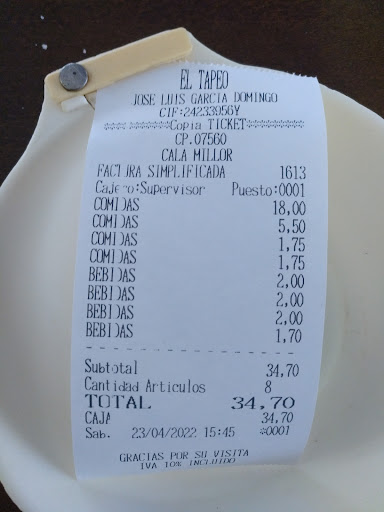 EL TAPEO
JOSE LUIS GARCIA DOMINGO
CIF:24233956Y
********Copia TICKET************
CP.07560
CALA MILLOR
FACTURA SIMPLIFICADA 1613
Cajero:Supervisor Puesto:0001
COMIDAS 18,00
COMIDAS 5,50
COMIDAS 1,75
COMIDAS 1,75
BEBIDAS 2,00
BEBIDAS 2,00
BEBIDAS 2,00
BEBIDAS 1,70
Subtotal 34,70
Cantidad Articulos 8
TOTAL 34,70
CAJA 34,70
Sab. 23/04/2022 15:45 *0001
GRACIAS POR SU VISITA
IVA 10% INCLUIDO